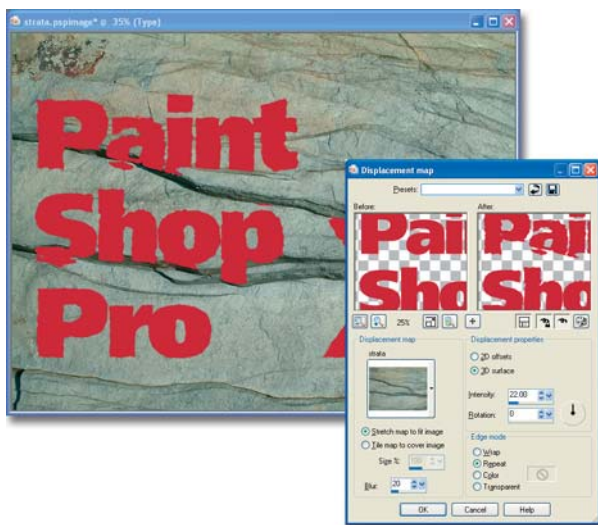 strata.pspimage* @ 35% (Type)
Paint
Shop
Pro
Displacement map
Presets:
Before:
After:
Pai
Sho
Pai
Sho
25%
Displacement map
strata
Stretch map to fit image
Tile map to cover image
Size %: 100
Blur: 20
Displacement properties
2D offsets
3D surface
Intensity: 22.00
Rotation: 0
Edge mode
Wrap
Repeat
Color
Transparent
OK Cancel Help